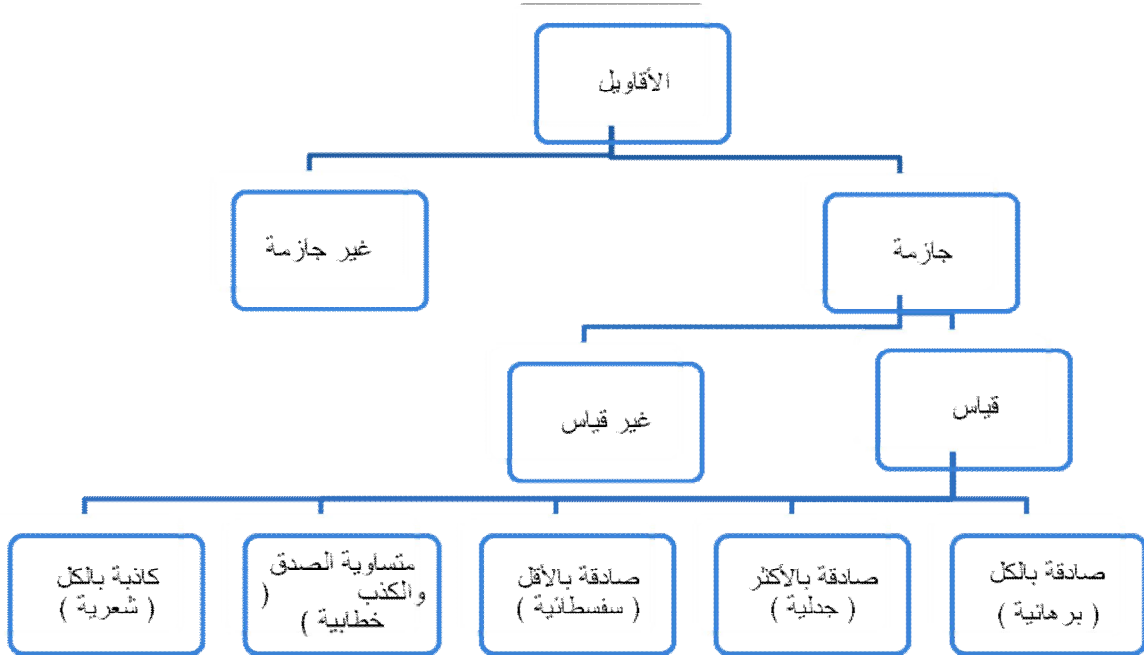 الأقاويل
جازمة
غير جازمة
قياس
غير قياس
صادقة بالكل
( برهانية )
صادقة بالأكثر
( جدلية )
صادقة بالأقل
( سفسطائية )
متساوية الصدق
والكذب (
خطابية )
كاذبة بالكل
( شعرية )